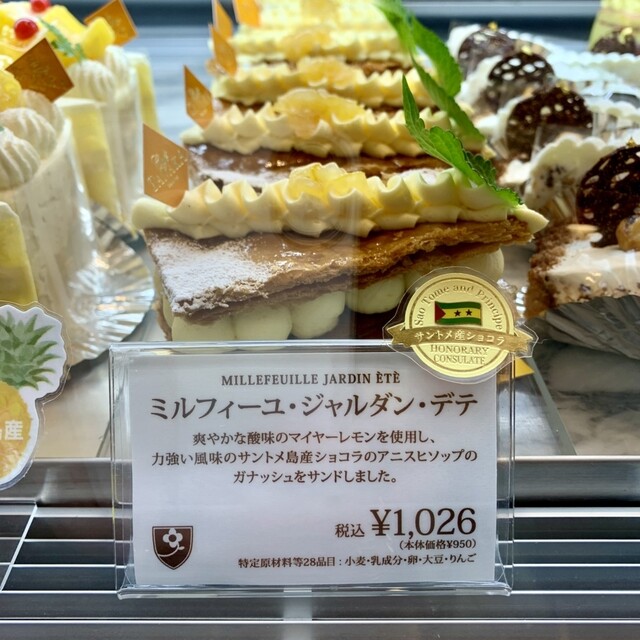 Sao Tome and Principe
サントメ産ショコラ
HONORARY
CONSULATE
産
MILLEFEUILLE JARDIN ÈTÈ
ミルフィーユ・ジャルダン・デテ
爽やかな酸味のマイヤーレモンを使用し、
力強い風味のサントメ島産ショコラのアニスヒソップの
ガナッシュをサンドしました。
税込 ¥1,026
(本体価格¥950)
特定原材料等28品目:小麦・乳成分・卵・大豆・りんご